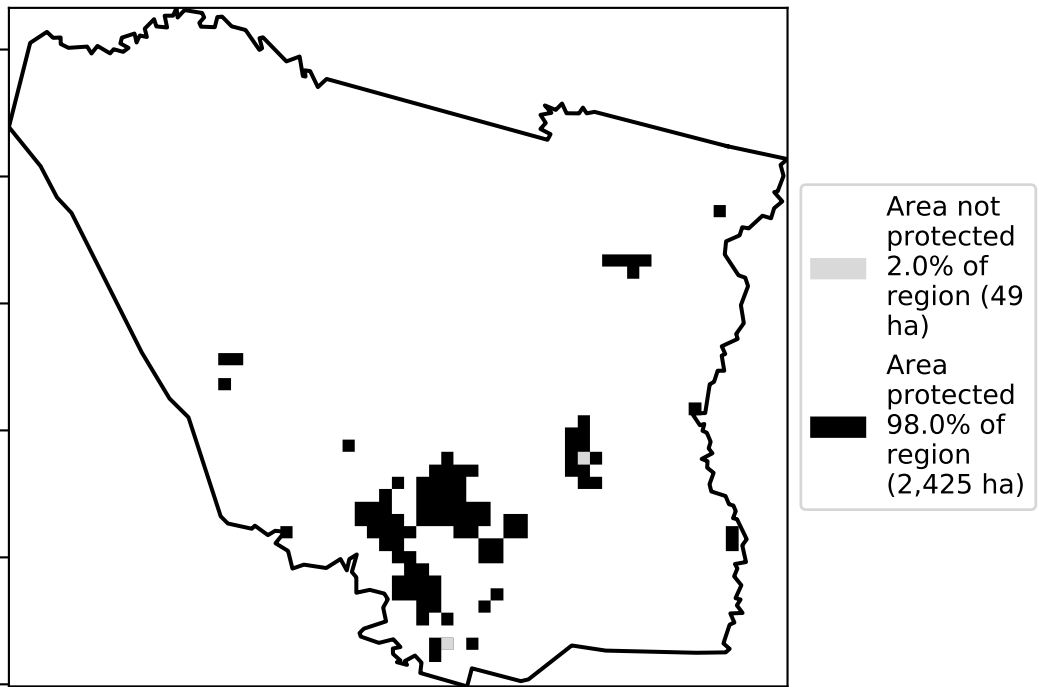 Area not
protected
2.0% of
region (49
ha)
Area
protected
98.0% of
region
(2,425 ha)